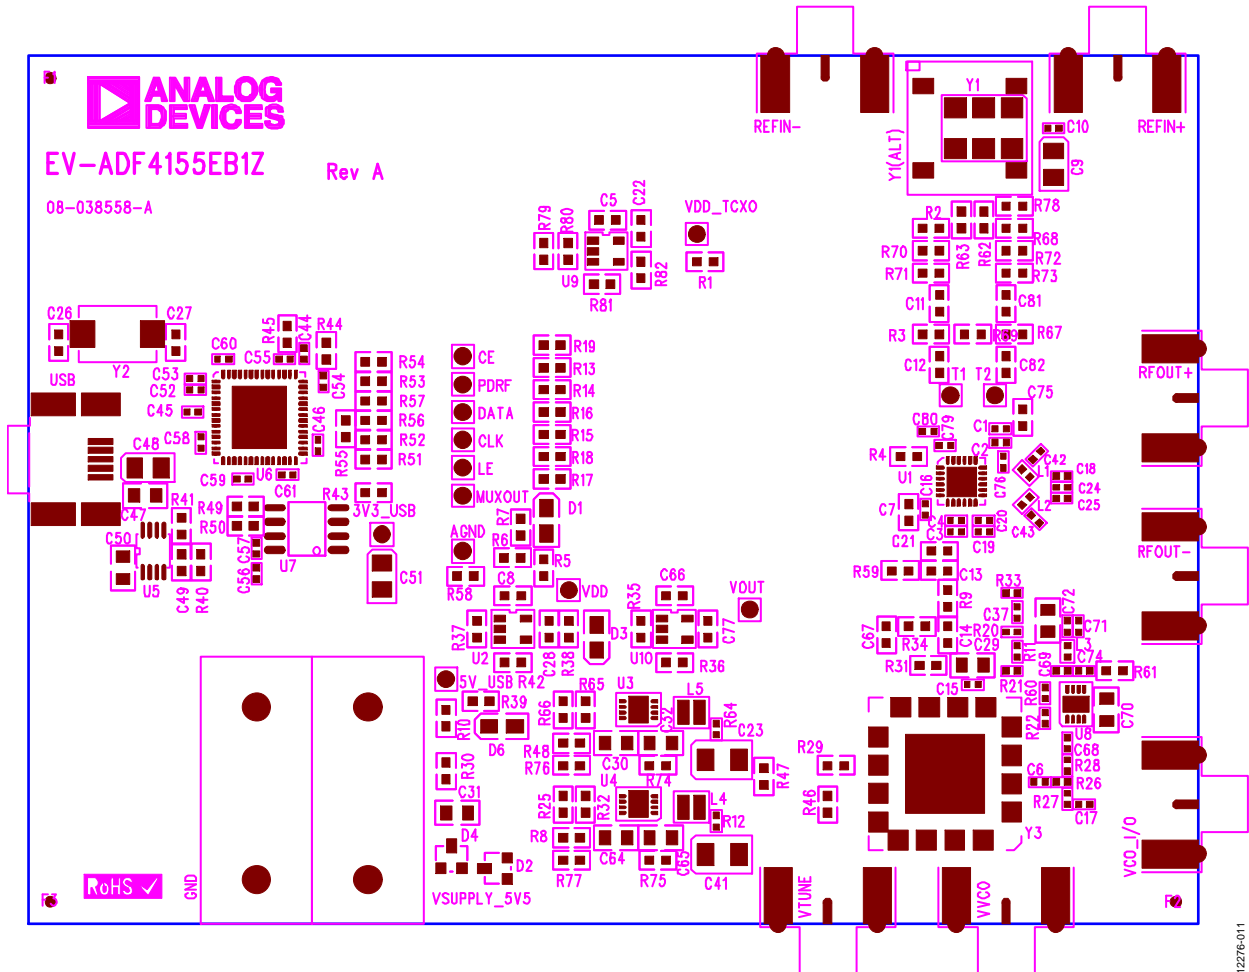 F1
ANALOG
DEVICES
EV-ADF4155EB1Z
Rev A
08-038558-A
REFIN-
Y1
Y1(ALT)
C10
REFIN+
C9
R79
R80
C5
C22
VDD_TCXO
R2
R63
R62
R78
R68
R70
R72
R71
R73
U9
R82
R1
R81
C11
C81
C26
C27
R45
C44
R44
R3
R69
R67
Y2
C60
C55
R54
CE
R19
C12
C82
USB
C53
C52
C54
R53
PDRF
R13
T1
T2
R57
R14
C75
RFOUT+
C45
R56
DATA
R16
C58
C46
R52
CLK
R15
C80
C79
C1
C2
C48
U6
R55
R51
LE
R18
R4
U1
C76
C42
L1
C18
C59
C61
R17
C24
C47
R41
R49
R43
3V3_USB
MUXOUT
D1
C7
C16
L2
C25
R50
R7
C4
C20
C43
C50
C57
AGND
R6
C21
C3
C19
RFOUT-
U5
C49
R40
C56
U7
C51
R58
R5
R59
C13
C8
VDD
R35
C66
VOUT
R9
R33
C37
C72
C71
R37
U2
C28
R38
D3
U10
C77
C67
R34
C14
R20
R11
L3
R36
R31
C29
C69
C74
R61
5V
USB
R42
R65
U3
L5
C15
R21
R60
R10
R39
R66
C32
R64
C23
R22
U8
C70
D6
R48
C30
C68
R30
R76
R74
R47
R29
C6
R28
R26
C31
R25
R32
U4
L4
R46
R27
C17
D4
R8
R12
Y3
VCO_I/O
D2
C64
C65
R77
R75
C41
RoHS
GND
VSUPPLY_5V5
VTUNE
VVCO
F3
F2
12276-011